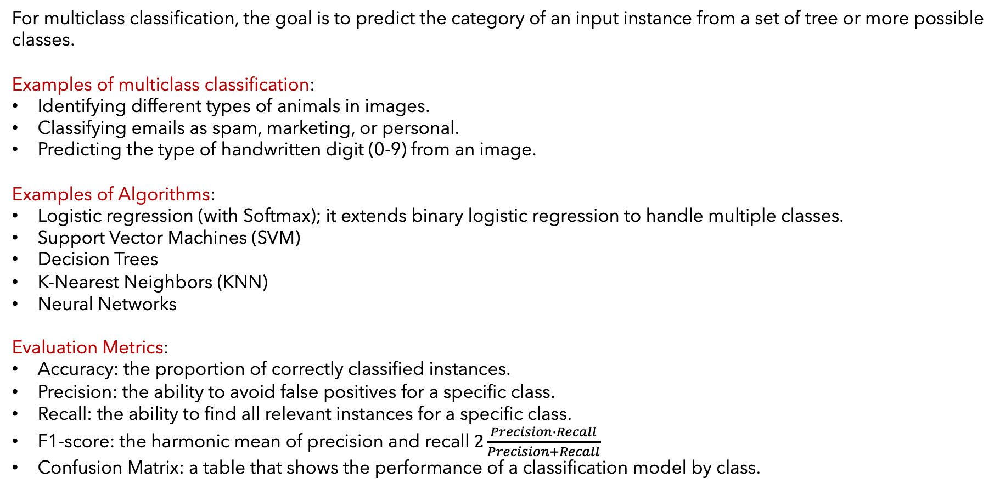 For multiclass classification, the goal is to predict the category of an input instance from a set of tree or more possible
classes.
Examples of multiclass classification:
• Identifying different types of animals in images.
• Classifying emails as spam, marketing, or personal.
• Predicting the type of handwritten digit (0-9) from an image.
Examples of Algorithms:
• Logistic regression (with Softmax); it extends binary logistic regression to handle multiple classes.
• Support Vector Machines (SVM)
• Decision Trees
• K-Nearest Neighbors (KNN)
• Neural Networks
Evaluation Metrics:
• Accuracy: the proportion of correctly classified instances.
• Precision: the ability to avoid false positives for a specific class.
• Recall: the ability to find all relevant instances for a specific class.
• F1-score: the harmonic mean of precision and recall 2 Precision·Recall / Precision+Recall
• Confusion Matrix: a table that shows the performance of a classification model by class.